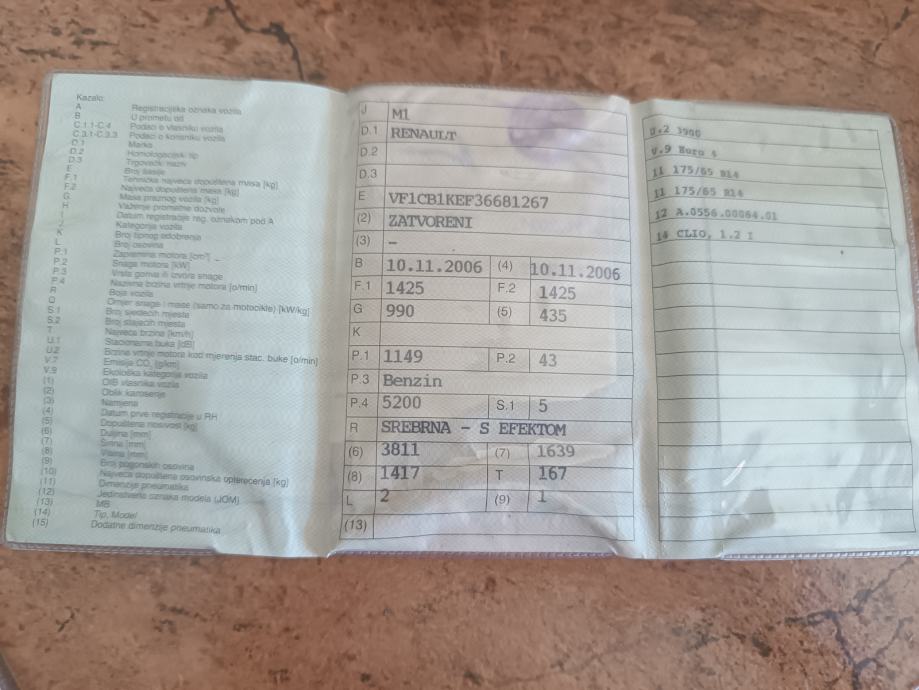 Kazalo:
A Registracijska oznaka vozila
B U prometu od
C.1.1-C.4 Podaci o vlasniku vozila
C.3.1-C.3.3 Podaci o korisniku vozila
D.1 Marka
D.2 Homologacijski tip
D.3 Trgovački naziv
E Broj šasije
F.1 Tehnička najveća dopuštena masa [kg]
F.2 Najveća dopuštena masa [kg]
G Masa praznog vozila [kg]
H Važenje prometne dozvole
I Datum registracije reg. oznakom pod A
J Kategorija vozila
K Broj tipnog odobrenja
L Broj osovina
P.1 Zapremina motora [cm³]
P.2 Snaga motora [kW]
P.3 Vrsta goriva ili izvora snage
P.4 Nazivna brzina vrtnje motora [o/min]
R Boja vozila
Q Omjer snage i mase (samo za motocikle) [kW/kg]
S.1 Broj sjedećih mjesta
S.2 Broj stajaćih mjesta
T Najveća brzina [km/h]
U.1 Stacionarna buka [dB]
U.2 Brzina vrtnje motora kod mjerenja stac. buke [o/min]
V.7 Emisija CO₂ [g/km]
V.9 Ekološka kategorija vozila
(1) OIB vlasnika vozila
(2) Oblik karoserije
(3) Namjena
(4) Datum prve registracije u RH
(5) Dopuštena nosivost [kg]
(6) Duljina [mm]
(7) Širina [mm]
(8) Visina [mm]
(9) Broj pogonskih osovina
(10) Najveća dopuštena osovinska opterećenja [kg]
(11) Dimenzije pneumatika
(12) Jedinstvena oznaka modela (JOM)
(13) MB
(14) Tip, Model
(15) Dodatne dimenzije pneumatika
J M1
D.1 RENAULT
D.2
D.3
E VF1CB1KEF36681267
(2) ZATVORENI
(3) –
B 10.11.2006 (4) 10.11.2006
F.1 1425 F.2 1425
G 990 (5) 435
K
P.1 1149 P.2 43
P.3 Benzin
P.4 5200 S.1 5
R SREBRNA - S EFEKTOM
(6) 3811 (7) 1639
(8) 1417 T 167
L 2 (9) 1
(13)
U.2 3900
V.9 Euro 4
11 175/65 R14
11 175/65 R14
12 A.0556.00064.01
14 CLIO, 1.2 I